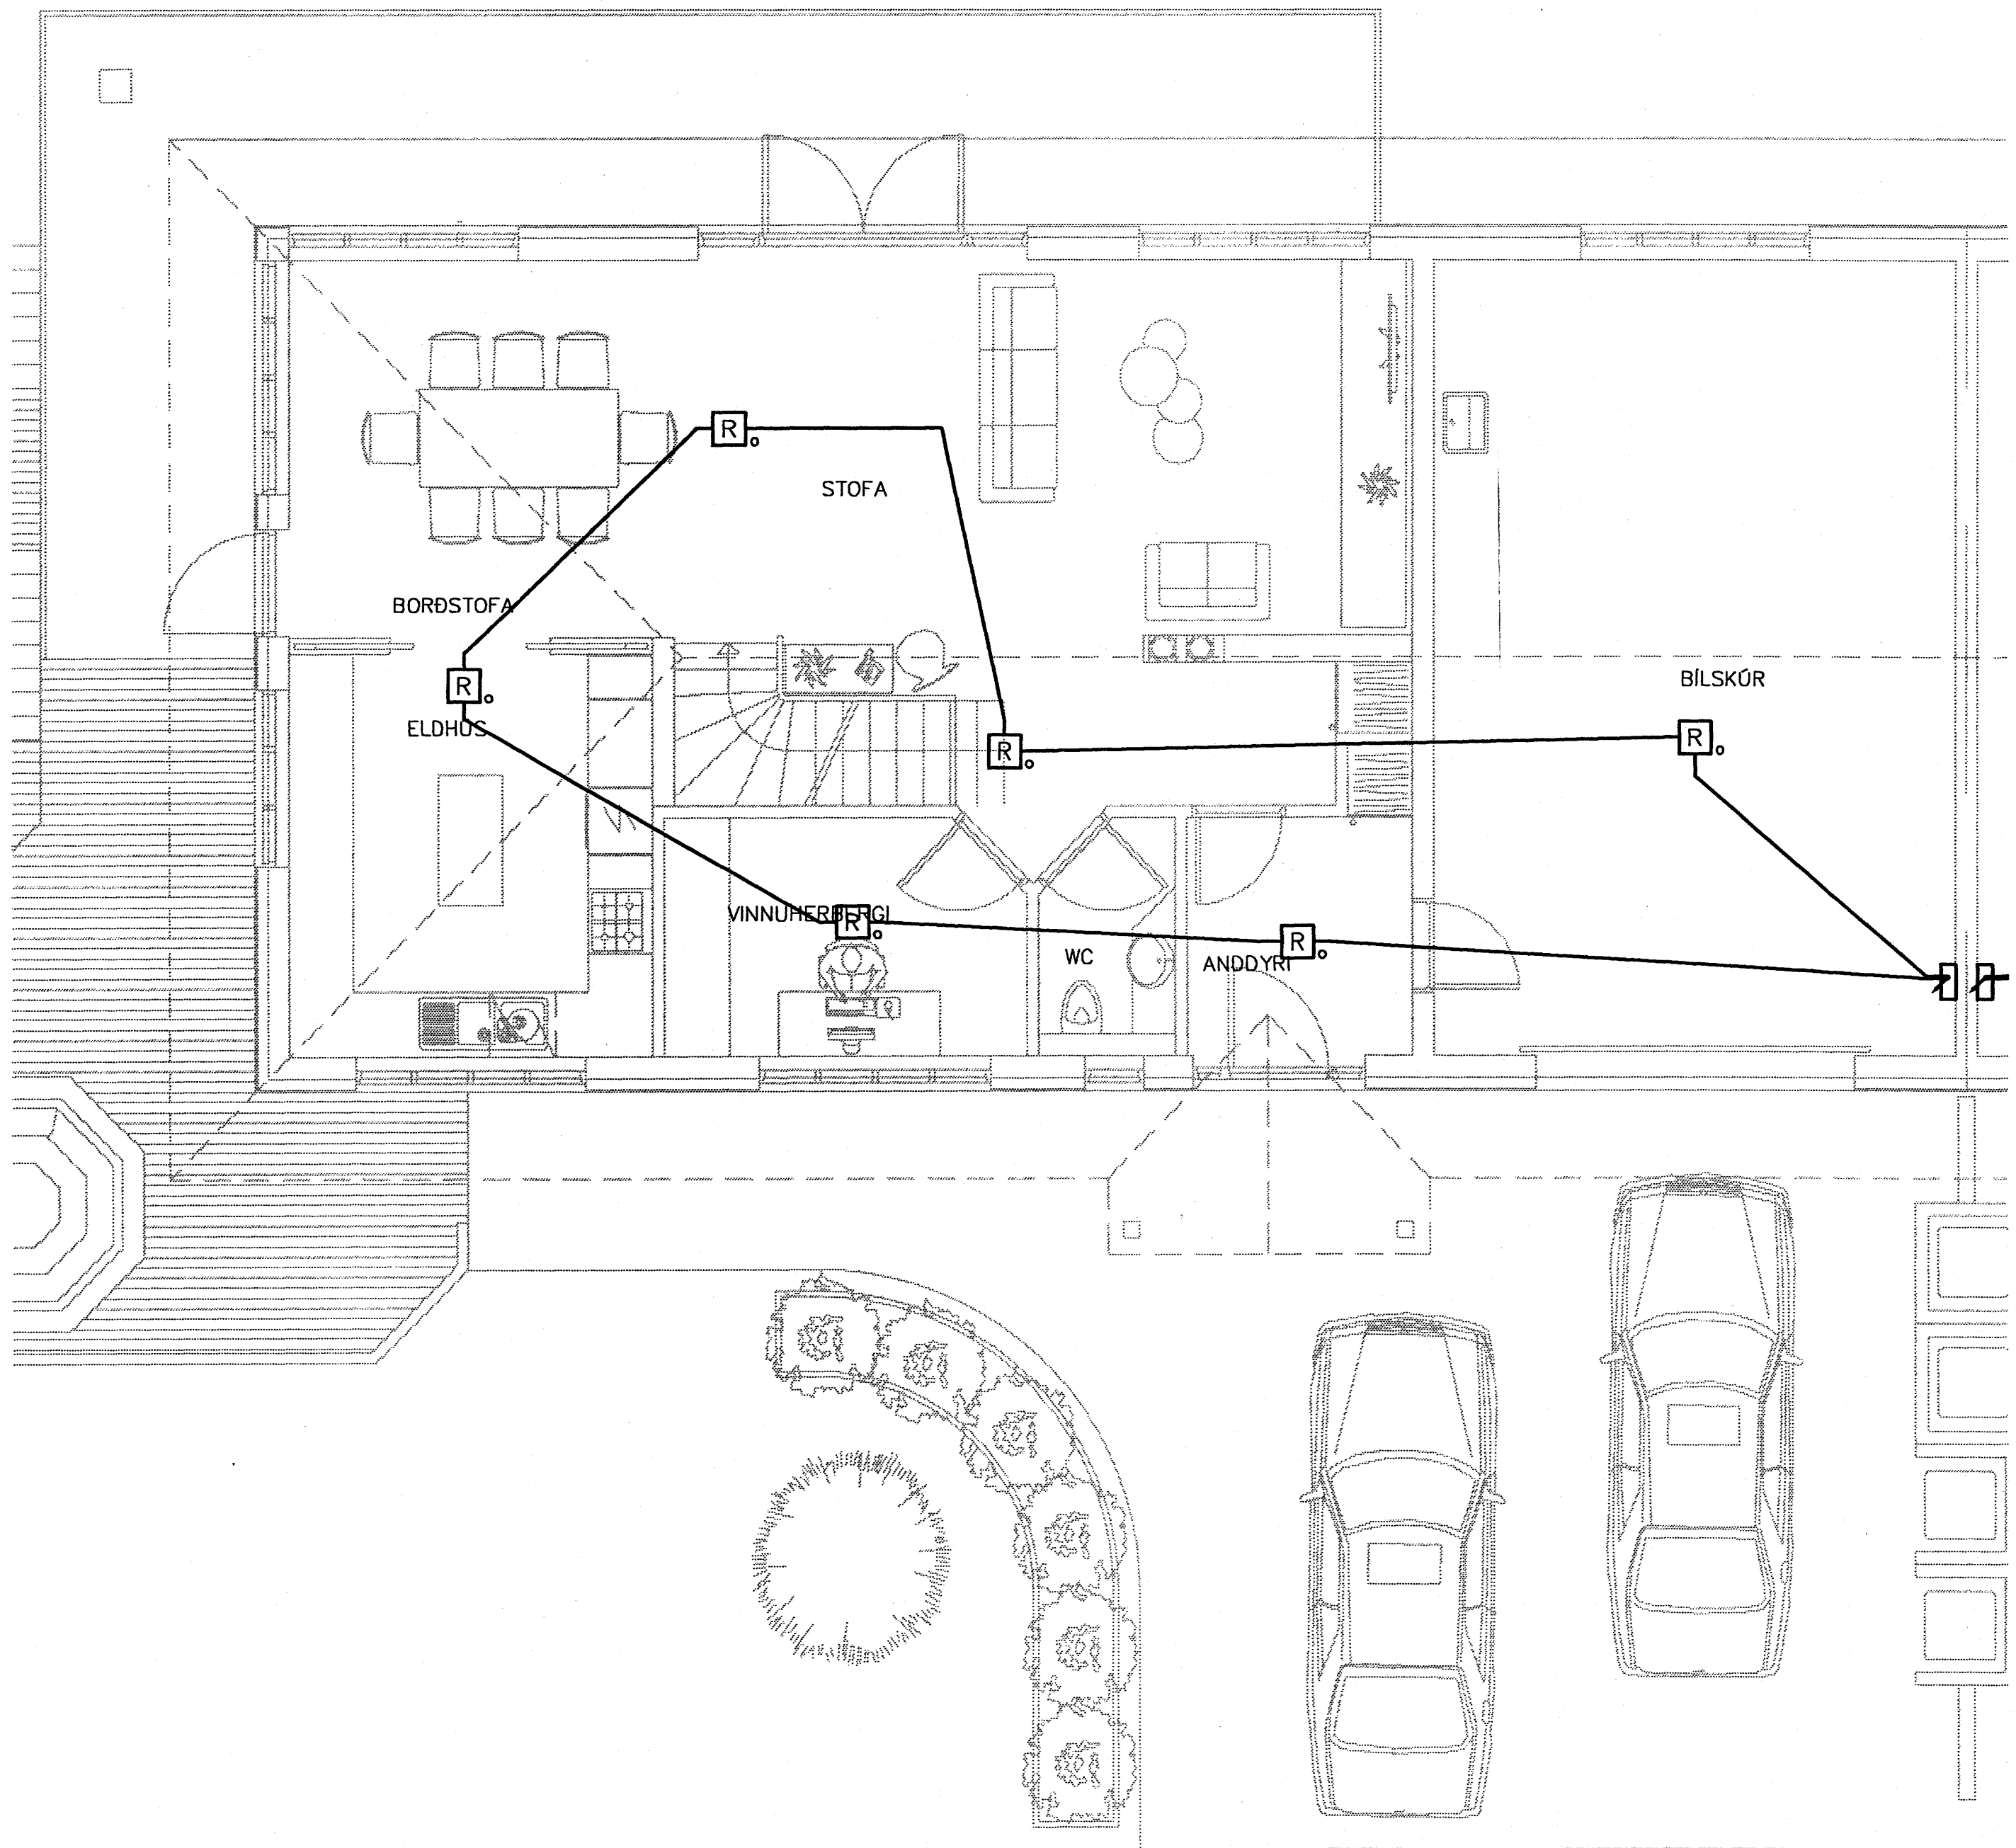 R
STOFA
BORÐSTOFA
R
ELDHÚS
BÍLSKÚR
R
R
VINNUHERBERGI
R
R
WC
ANDDYRI